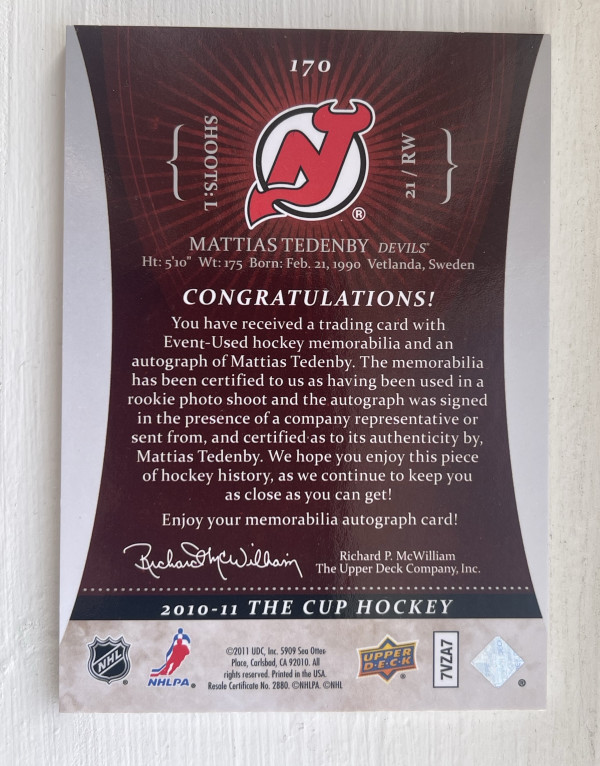 170
SHOOTS: L
21 / RW
NJ
®
MATTIAS TEDENBY DEVILS®
Ht: 5'10" Wt: 175 Born: Feb. 21, 1990 Vetlanda, Sweden
CONGRATULATIONS!
You have received a trading card with
Event-Used hockey memorabilia and an
autograph of Mattias Tedenby. The memorabilia
has been certified to us as having been used in a
rookie photo shoot and the autograph was signed
in the presence of a company representative or
sent from, and certified as to its authenticity by,
Mattias Tedenby. We hope you enjoy this piece
of hockey history, as we continue to keep you
as close as you can get!
Enjoy your memorabilia autograph card!
Richard McWilliam
Richard P. McWilliam
The Upper Deck Company, Inc.
2010-11 THE CUP HOCKEY
NHL ®
NHLPA.
©2011 UDC, Inc. 5909 Sea Otter
Place, Carlsbad, CA 92010. All
rights reserved. Printed in the USA.
Resale Certificate No. 2880. ©NHLPA. ©NHL
UPPER
D·E·C·K ®
7VZA7
®